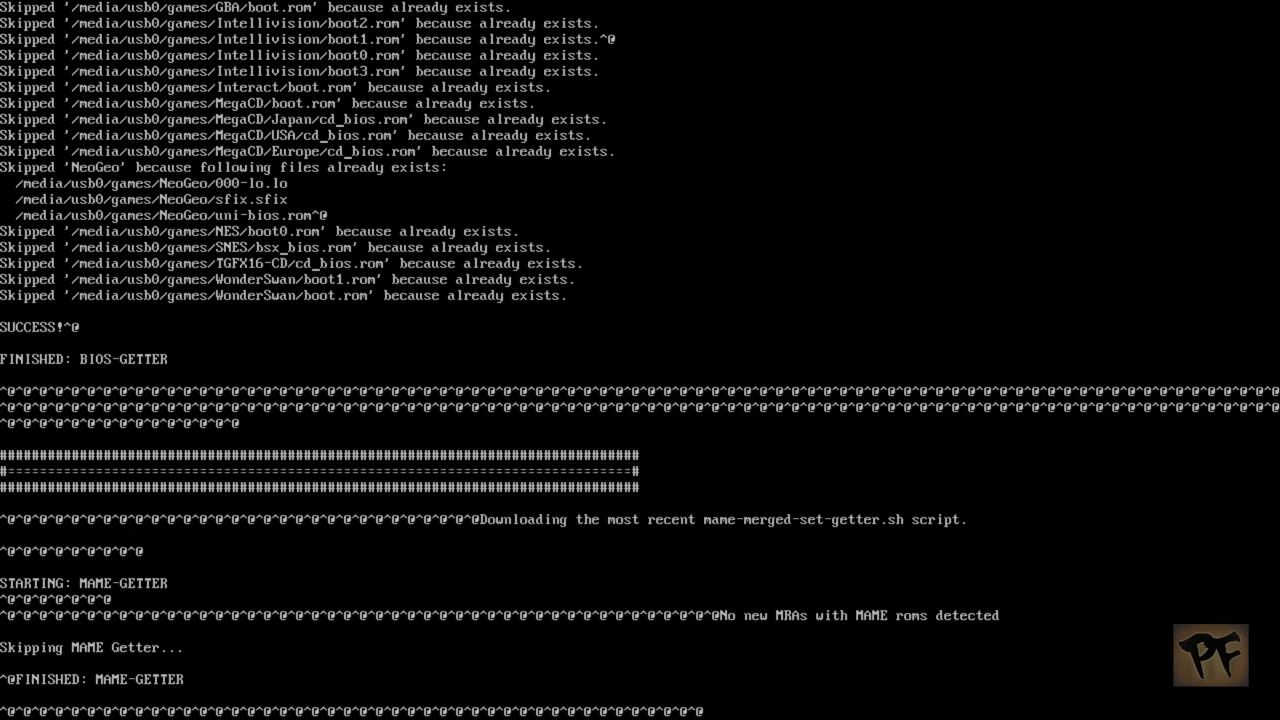 Skipped '/media/usb0/games/GBA/boot.rom' because already exists.
Skipped '/media/usb0/games/Intellivision/boot2.rom' because already exists.
Skipped '/media/usb0/games/Intellivision/boot1.rom' because already exists.^@
Skipped '/media/usb0/games/Intellivision/boot0.rom' because already exists.
Skipped '/media/usb0/games/Intellivision/boot3.rom' because already exists.
Skipped '/media/usb0/games/Interact/boot.rom' because already exists.
Skipped '/media/usb0/games/MegaCD/boot.rom' because already exists.
Skipped '/media/usb0/games/MegaCD/Japan/cd_bios.rom' because already exists.
Skipped '/media/usb0/games/MegaCD/USA/cd_bios.rom' because already exists.
Skipped '/media/usb0/games/MegaCD/Europe/cd_bios.rom' because already exists.
Skipped 'NeoGeo' because following files already exists:
/media/usb0/games/NeoGeo/000-lo.lo
/media/usb0/games/NeoGeo/sfix.sfix
/media/usb0/games/NeoGeo/uni-bios.rom^@
Skipped '/media/usb0/games/NES/boot0.rom' because already exists.
Skipped '/media/usb0/games/SNES/bsx_bios.rom' because already exists.
Skipped '/media/usb0/games/TGFX16-CD/cd_bios.rom' because already exists.
Skipped '/media/usb0/games/WonderSwan/boot1.rom' because already exists.
Skipped '/media/usb0/games/WonderSwan/boot.rom' because already exists.
SUCCESS!^@
FINISHED: BIOS-GETTER
^@^@^@^@^@^@^@^@^@^@^@^@^@^@^@^@^@^@^@^@^@^@^@^@^@^@^@^@^@^@^@^@^@^@^@^@^@^@^@^@^@^@^@^@^@^@^@^@^@^@^@^@^@^@^@^@^@^@^@^@^@^@^@^@^@^@^@^@^@^@^@^@^@^@^@^@^@^@^@^@
^@^@^@^@^@^@^@^@^@^@^@^@^@^@^@^@^@^@^@^@^@^@^@^@^@^@^@^@^@^@^@^@^@^@^@^@^@^@^@^@^@^@^@^@^@^@^@^@^@^@^@^@^@^@^@^@^@^@^@^@^@^@^@^@^@^@^@^@^@^@^@^@^@^@^@^@^@^@^@^@
^@^@^@^@^@^@^@^@^@^@^@^@^@^@^@
################################################################################
#==============================================================================#
################################################################################
^@^@^@^@^@^@^@^@^@^@^@^@^@^@^@^@^@^@^@^@^@^@^@^@^@^@^@^@^@^@Downloading the most recent mame-merged-set-getter.sh script.
^@^@^@^@^@^@^@^@^@
STARTING: MAME-GETTER
^@^@^@^@^@^@^@
^@^@^@^@^@^@^@^@^@^@^@^@^@^@^@^@^@^@^@^@^@^@^@^@^@^@^@^@^@^@^@^@^@^@^@^@^@^@^@^@^@^@^@^@^@No new MRAs with MAME roms detected
Skipping MAME Getter...
^@FINISHED: MAME-GETTER
^@^@^@^@^@^@^@^@^@^@^@^@^@^@^@^@^@^@^@^@^@^@^@^@^@^@^@^@^@^@^@^@^@^@^@^@^@^@^@^@^@^@^@^@
PF